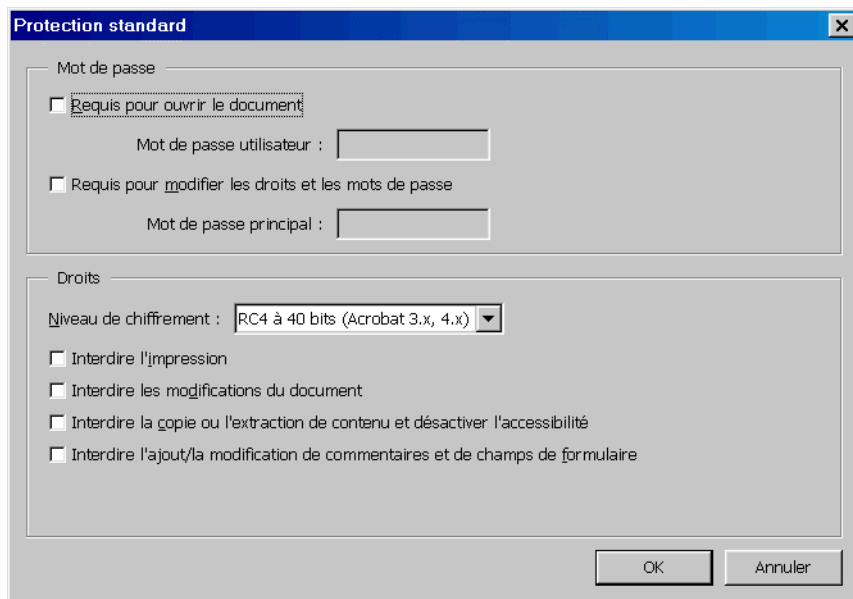 Protection standard
Mot de passe
Requis pour ouvrir le document
Mot de passe utilisateur :
Requis pour modifier les droits et les mots de passe
Mot de passe principal :
Droits
Niveau de chiffrement : RC4 à 40 bits (Acrobat 3.x, 4.x)
Interdire l'impression
Interdire les modifications du document
Interdire la copie ou l'extraction de contenu et désactiver l'accessibilité
Interdire l'ajout/la modification de commentaires et de champs de formulaire
OK Annuler